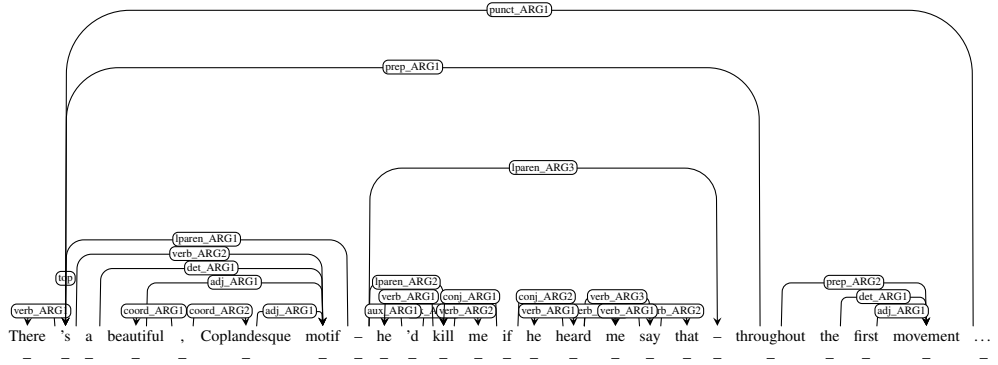 punct_ARG1
prep_ARG1
lparen_ARG3
lparen_ARG1
verb_ARG2
det_ARG1
top
adj_ARG1 lparen_ARG2 prep_ARG2
verb_ARG1 conj_ARG1 conj_ARG2 verb_ARG3 det_ARG1
verb_ARG1 coord_ARG1 coord_ARG2 adj_ARG1 aux_ARG1 verb_ARG2 verb_ARG1 verb_ARG1 adj_ARG1
There 's a beautiful , Coplandesque motif – he 'd kill me if he heard me say that – throughout the first movement ...
– – – – – – – – – – – – – – – – – – – – – – – –